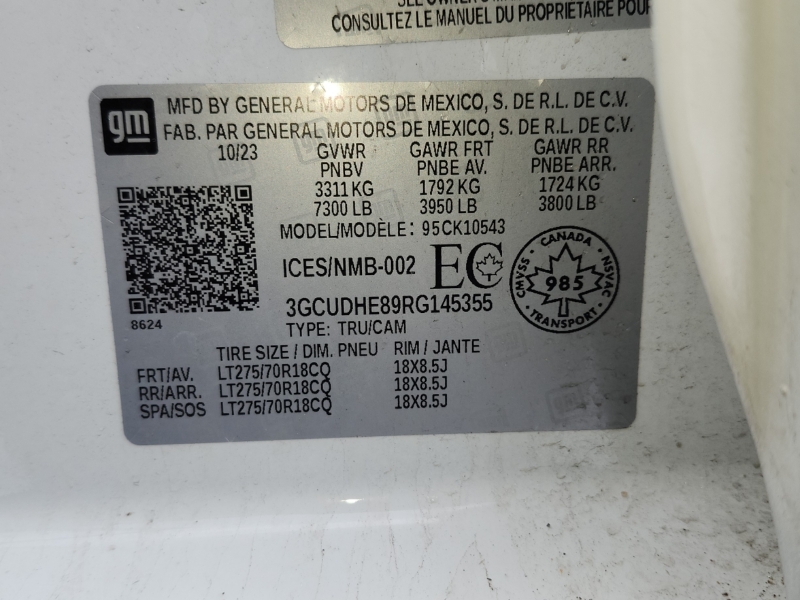 CONSULTEZ LE MANUEL DU PROPRIETAIRE POUR
gm
MFD BY GENERAL MOTORS DE MEXICO, S. DE R.L. DE C.V.
FAB. PAR GENERAL MOTORS DE MEXICO, S. DE R.L. DE C.V.
10/23 GVWR GAWR FRT GAWR RR
PNBV PNBE AV. PNBE ARR.
3311 KG 1792 KG 1724 KG
7300 LB 3950 LB 3800 LB
MODEL/MODÈLE: 95CK10543
ICES/NMB-002 EC
CANADA
CMVSS 985 NSVAC
TRANSPORT
3GCUDHE89RG145355
8624
TYPE: TRU/CAM
TIRE SIZE / DIM. PNEU RIM / JANTE
FRT/AV. LT275/70R18CQ 18X8.5J
RR/ARR. LT275/70R18CQ 18X8.5J
SPA/SOS LT275/70R18CQ 18X8.5J